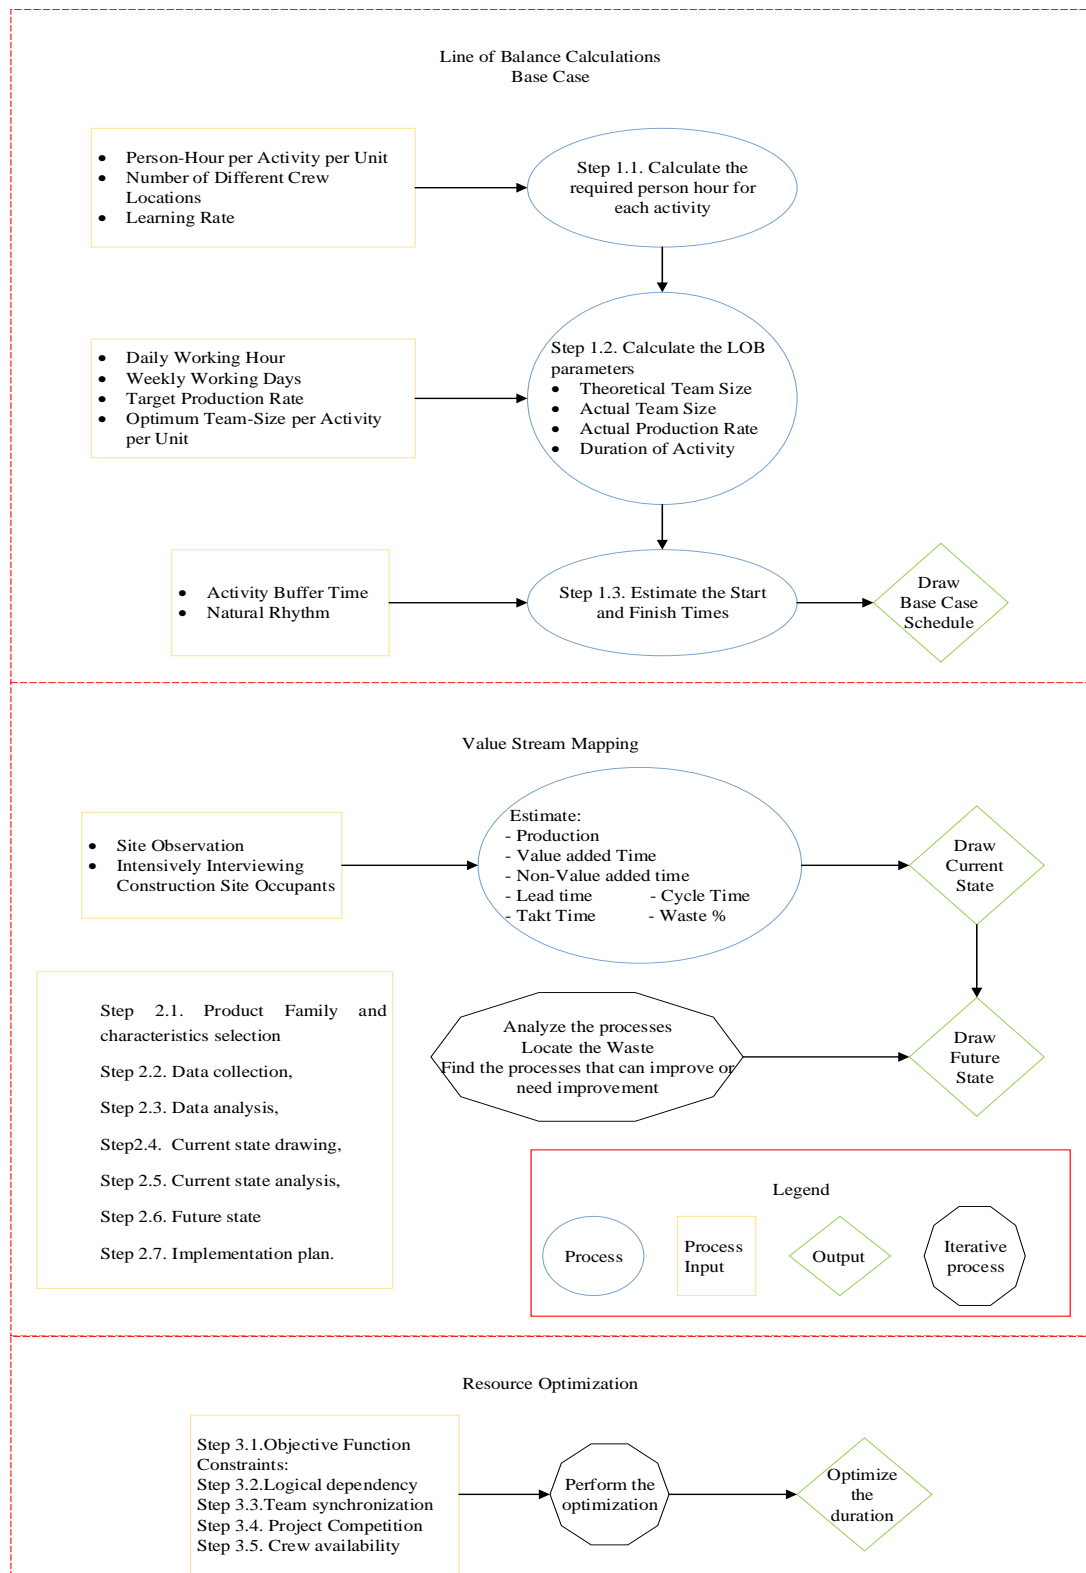 Line of Balance Calculations
Base Case
• Person-Hour per Activity per Unit
• Number of Different Crew
Locations
• Learning Rate
Step 1.1. Calculate the
required person hour for
each activity
• Daily Working Hour
• Weekly Working Days
• Target Production Rate
• Optimum Team-Size per Activity
per Unit
Step 1.2. Calculate the LOB
parameters
• Theoretical Team Size
• Actual Team Size
• Actual Production Rate
• Duration of Activity
• Activity Buffer Time
• Natural Rhythm
Step 1.3. Estimate the Start
and Finish Times
Draw
Base Case
Schedule
Value Stream Mapping
• Site Observation
• Intensively Interviewing
Construction Site Occupants
Estimate:
- Production
- Value added Time
- Non-Value added time
- Lead time - Cycle Time
- Takt Time - Waste %
Draw
Current
State
Step 2.1. Product Family and
characteristics selection
Step 2.2. Data collection,
Step 2.3. Data analysis,
Step2.4. Current state drawing,
Step 2.5. Current state analysis,
Step 2.6. Future state
Step 2.7. Implementation plan.
Analyze the processes
Locate the Waste
Find the processes that can improve or
need improvement
Draw
Future
State
Legend
Process
Process
Input
Output
Iterative
process
Resource Optimization
Step 3.1.Objective Function
Constraints:
Step 3.2.Logical dependency
Step 3.3.Team synchronization
Step 3.4. Project Competition
Step 3.5. Crew availability
Perform the
optimization
Optimize
the
duration